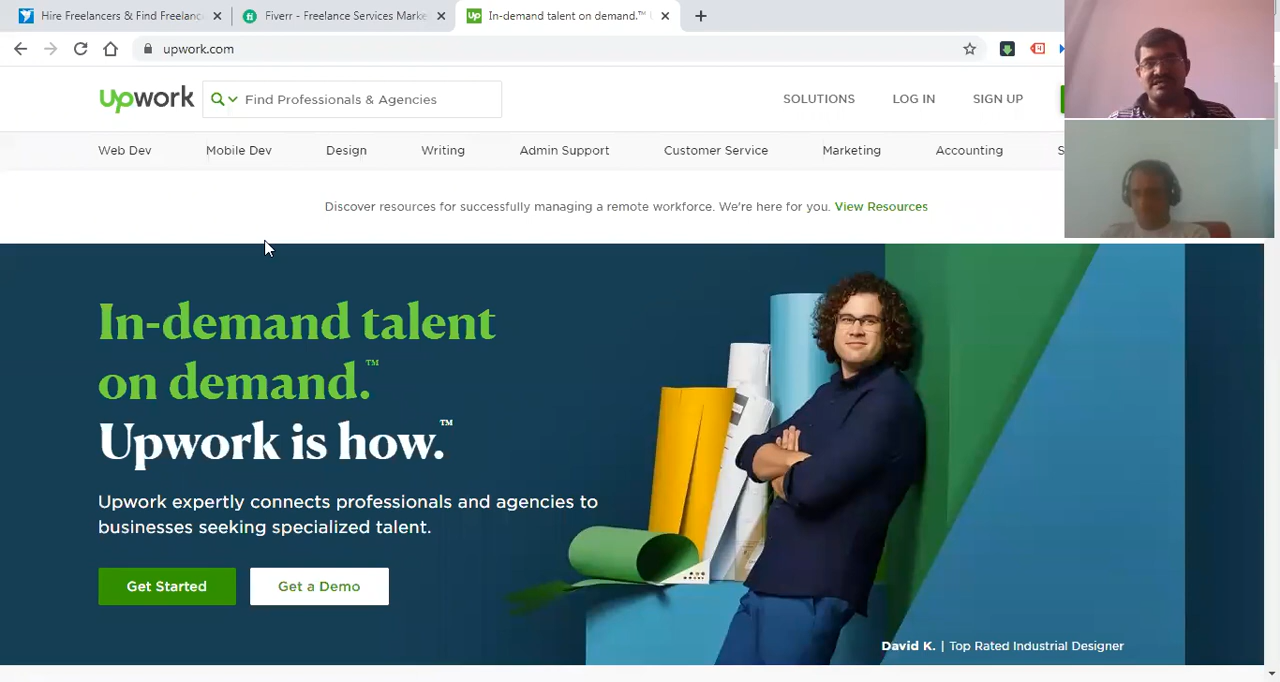 Hire Freelancers & Find Freelanc
Fiverr - Freelance Services Marke
In-demand talent on demand.™
upwork.com
upwork
Find Professionals & Agencies
SOLUTIONS
LOG IN
SIGN UP
Web Dev
Mobile Dev
Design
Writing
Admin Support
Customer Service
Marketing
Accounting
Discover resources for successfully managing a remote workforce. We're here for you. View Resources
In-demand talent
on demand.™
Upwork is how.™
Upwork expertly connects professionals and agencies to
businesses seeking specialized talent.
Get Started
Get a Demo
David K. | Top Rated Industrial Designer